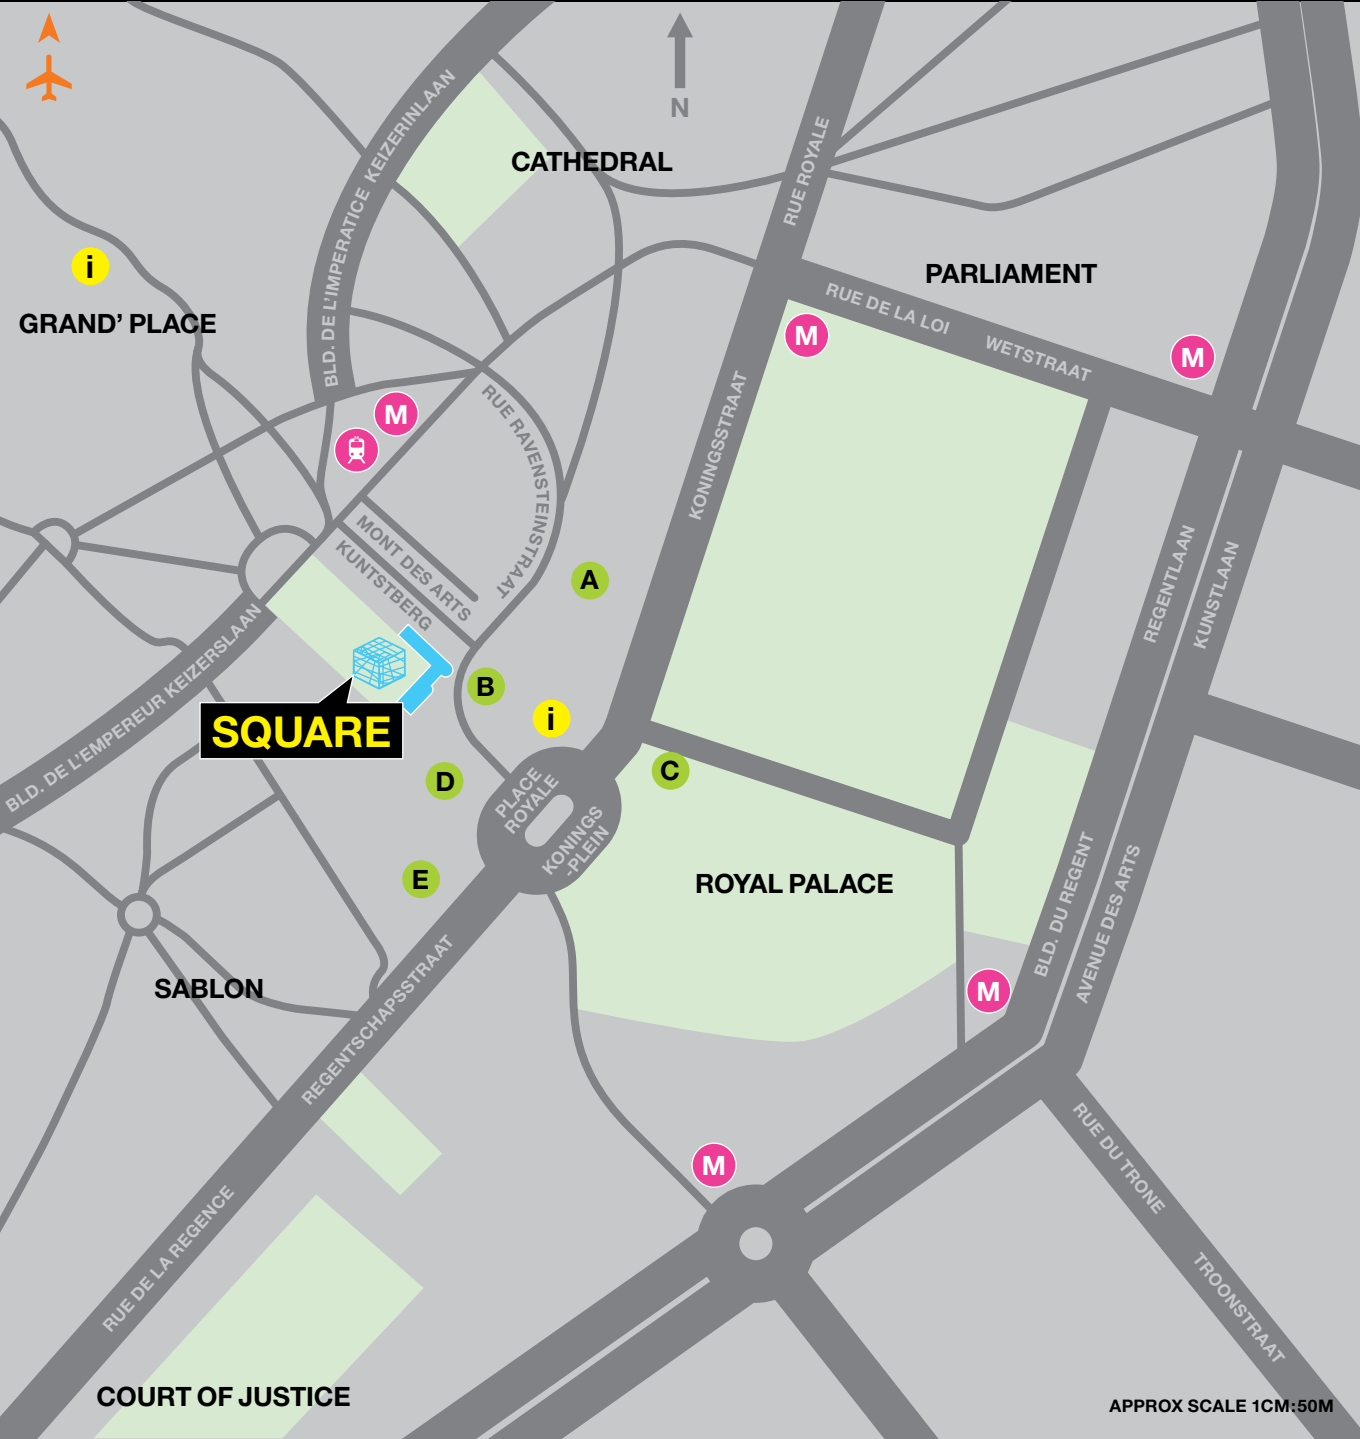 N
CATHEDRAL
BLD. DE L'IMPERATICE KEIZERINLAAN
RUE ROYALE
i
GRAND' PLACE
PARLIAMENT
RUE DE LA LOI WETSTRAAT
M
M
M
RUE RAVENSTEINSTRAAT
KONINGSSTRAAT
MONT DES ARTS
KUNTSTBERG
A
REGENTLAAN
KUNSTLAAN
B
i
SQUARE
BLD. DE L'EMPEREUR KEIZERSLAAN
C
D
PLACE
ROYALE
KONINGS
-PLEIN
E
ROYAL PALACE
BLD. DU REGENT
AVENUE DES ARTS
SABLON
M
REGENTSCHAPSSTRAAT
RUE DE LA REGENCE
M
RUE DU TRONE
TROONSTRAAT
COURT OF JUSTICE
APPROX SCALE 1CM:50M